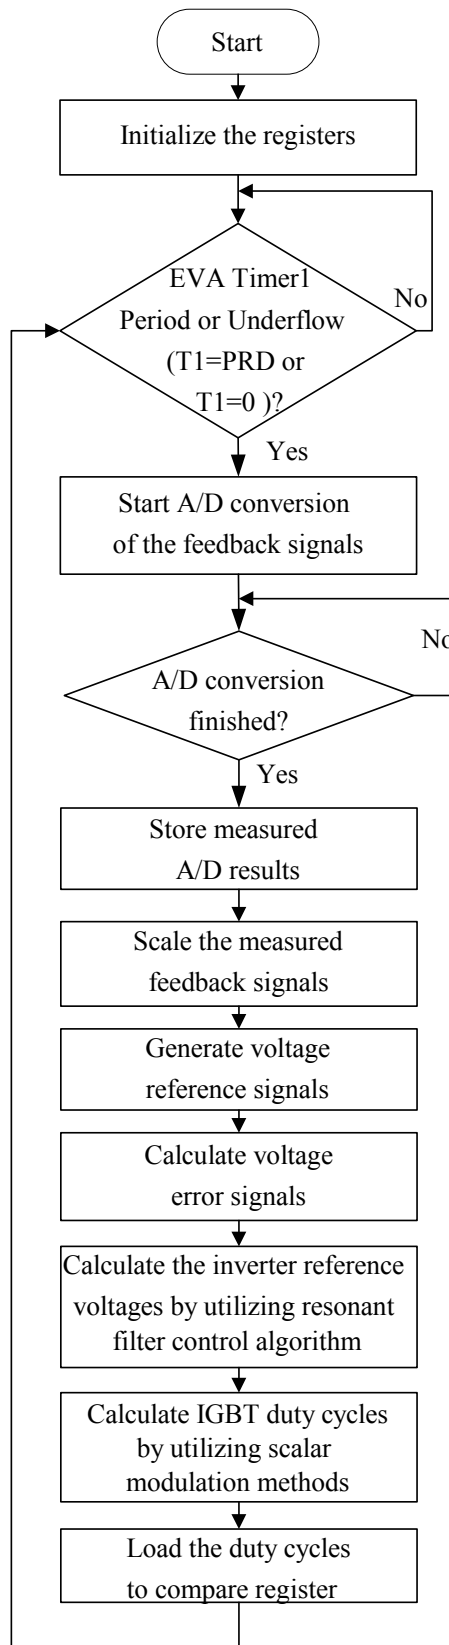 Start
Initialize the registers
EVA Timer1
Period or Underflow
(T1=PRD or
T1=0 )?
No
Yes
Start A/D conversion
of the feedback signals
No
A/D conversion
finished?
Yes
Store measured
A/D results
Scale the measured
feedback signals
Generate voltage
reference signals
Calculate voltage
error signals
Calculate the inverter reference
voltages by utilizing resonant
filter control algorithm
Calculate IGBT duty cycles
by utilizing scalar
modulation methods
Load the duty cycles
to compare register